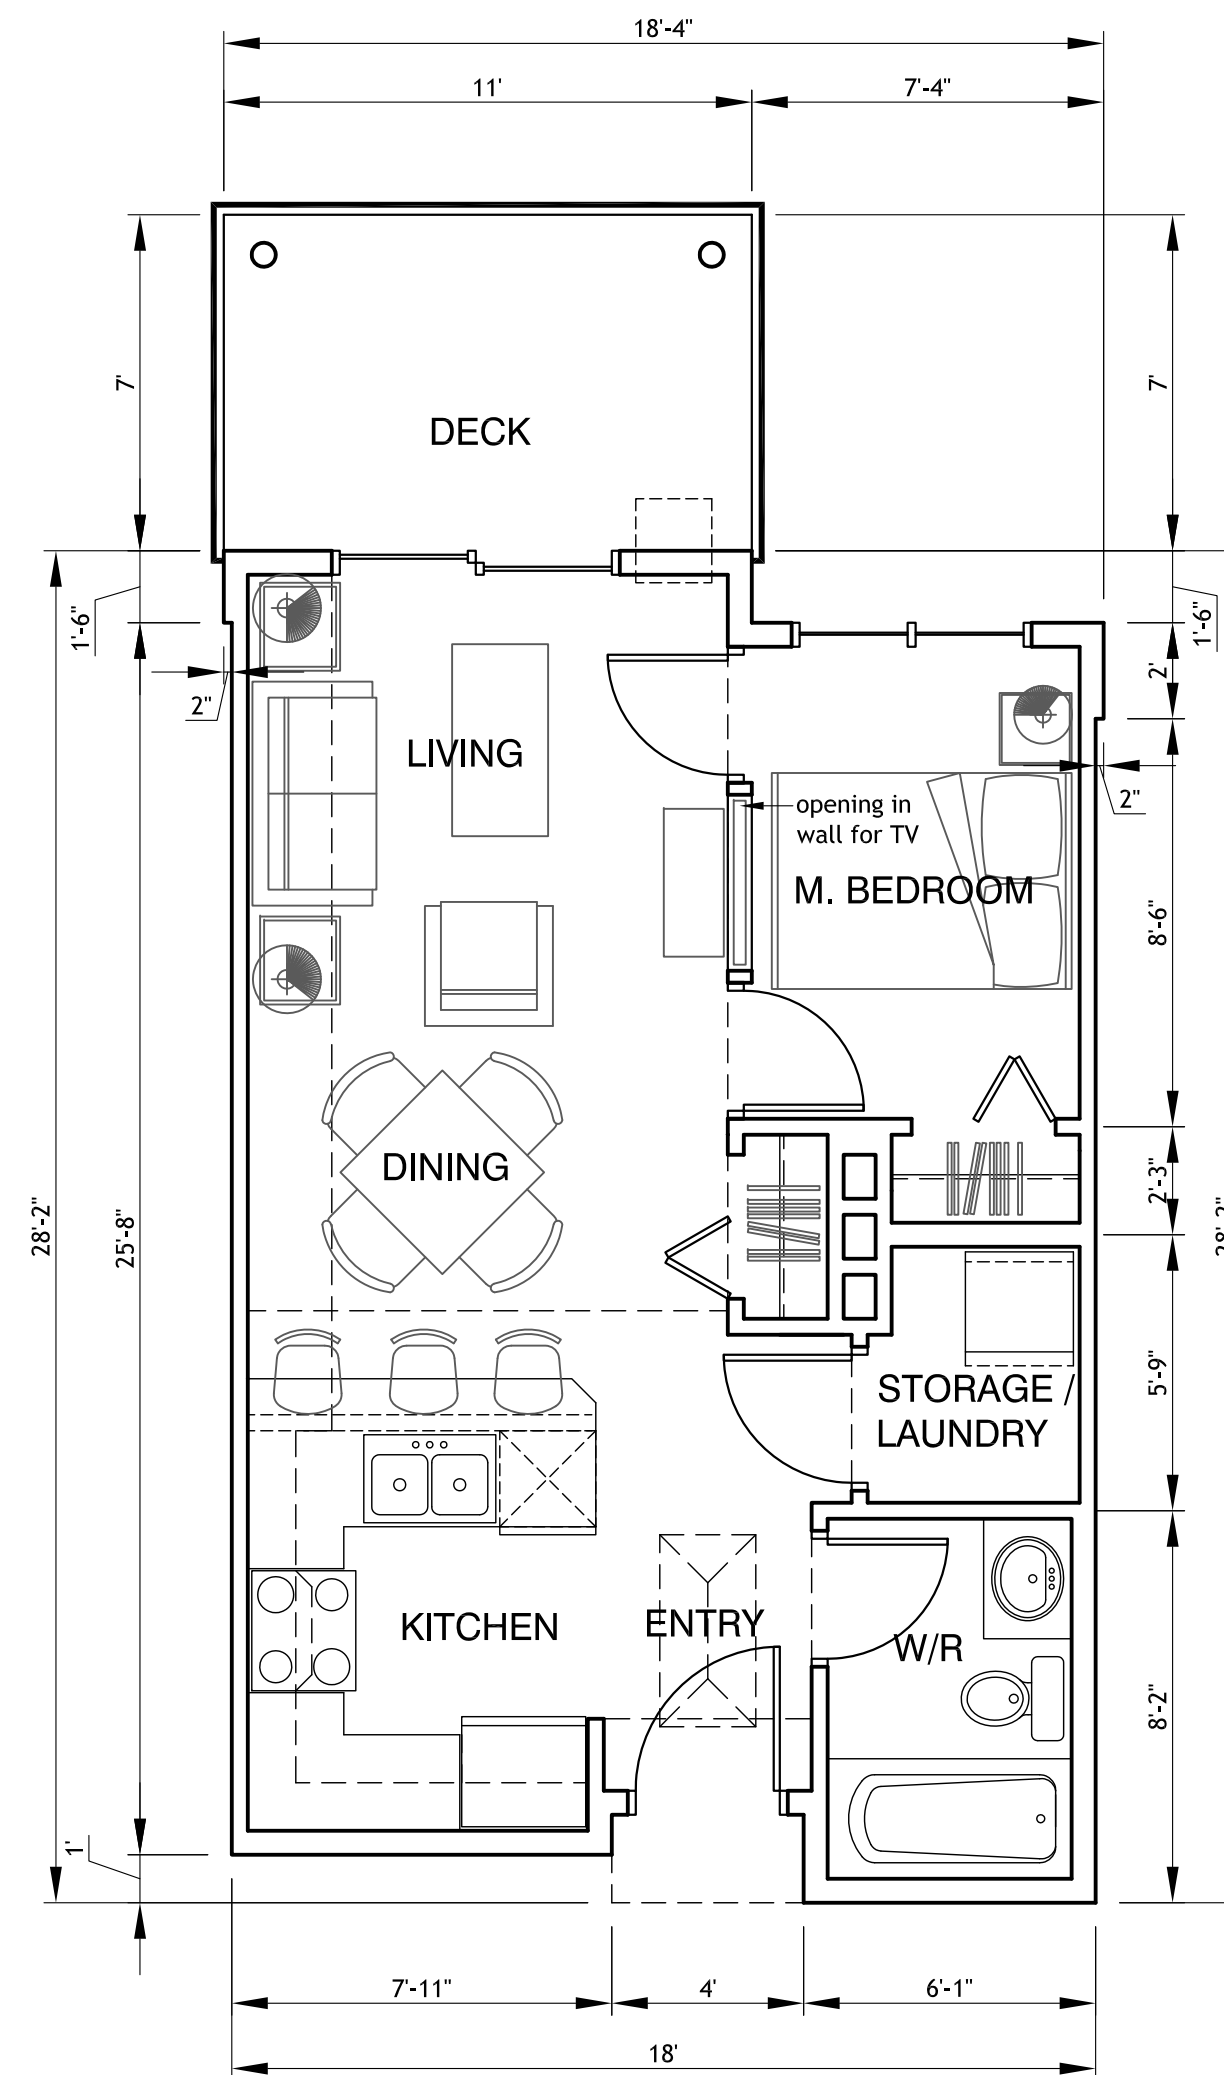 18'-4"
11'
7'-4"
7'
7'
DECK
1'-6"
1'-6"
2'
2"
LIVING
2"
opening in
wall for TV
M. BEDROOM
8'-6"
DINING
2'-3"
28'-2"
25'-8"
28'-2"
5'-9"
STORAGE /
LAUNDRY
KITCHEN
ENTRY
W/R
8'-2"
1'
7'-11"
4'
6'-1"
18'